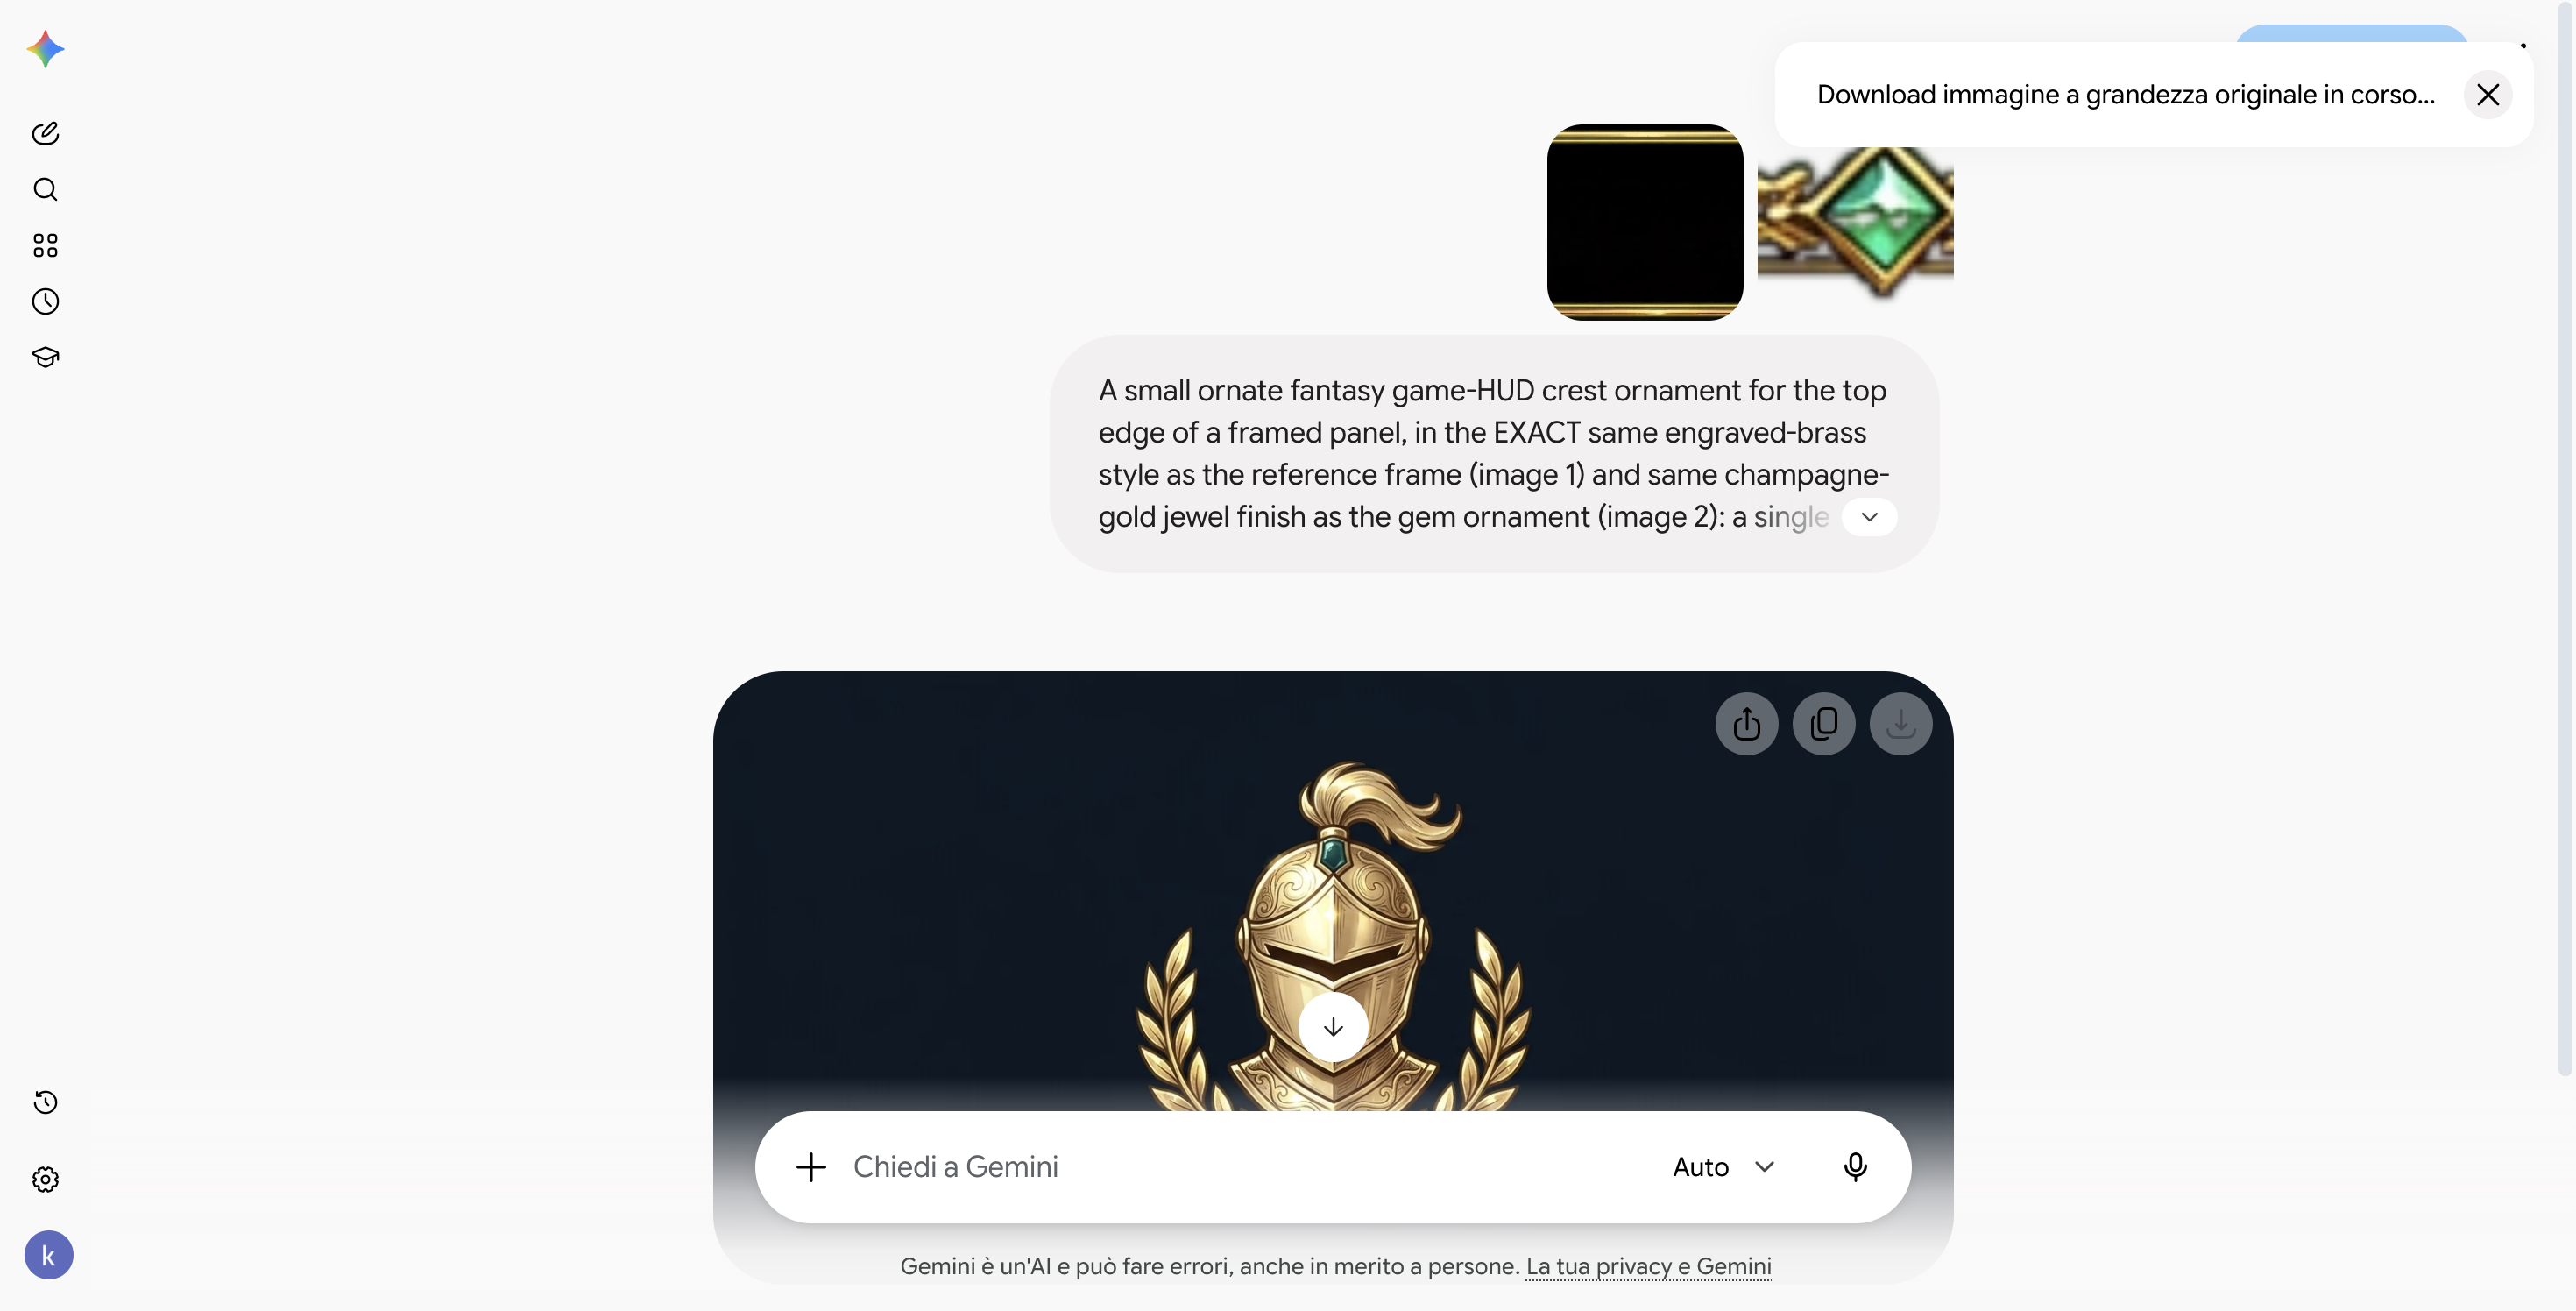 Download immagine a grandezza originale in corso...
A small ornate fantasy game-HUD crest ornament for the top
edge of a framed panel, in the EXACT same engraved-brass
style as the reference frame (image 1) and same champagne-
gold jewel finish as the gem ornament (image 2): a single
Chiedi a Gemini
Auto
k
Gemini è un'AI e può fare errori, anche in merito a persone. La tua privacy e Gemini